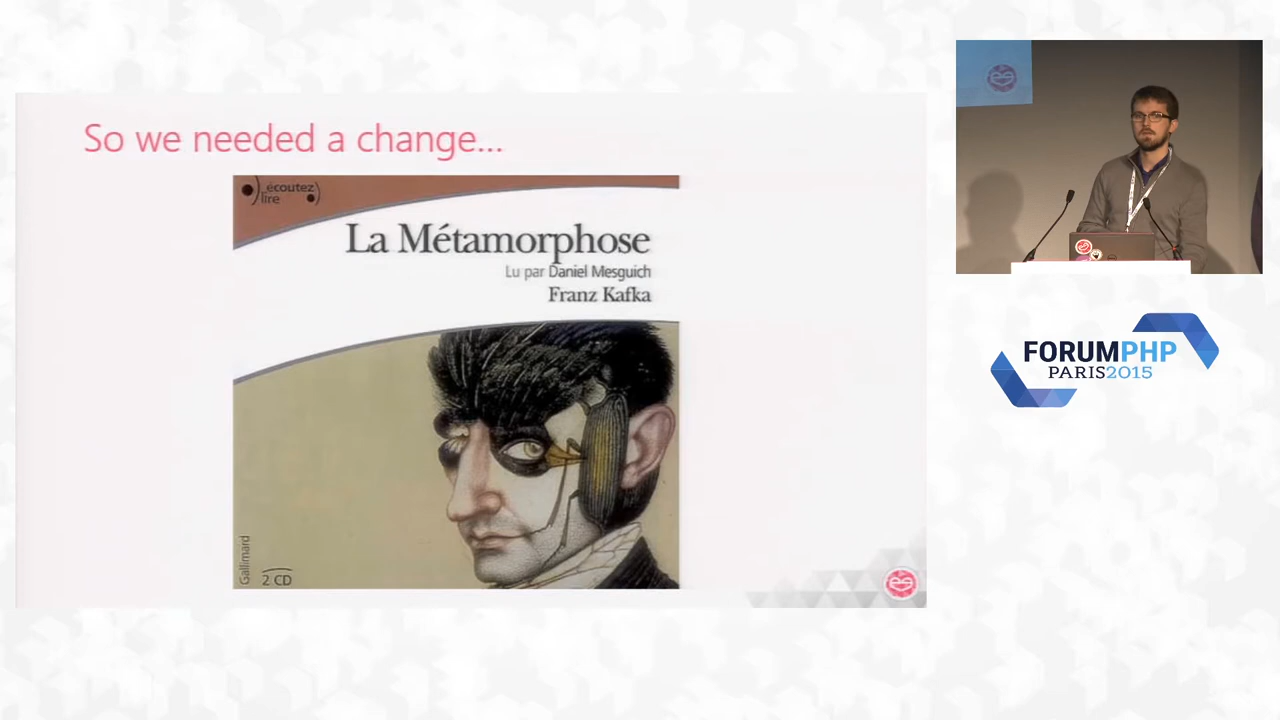 So we needed a change...
écoutez
lire
La Métamorphose
Lu par Daniel Mesguich
Franz Kafka
Gallimard
2 CD
FORUMPHP
PARIS2015